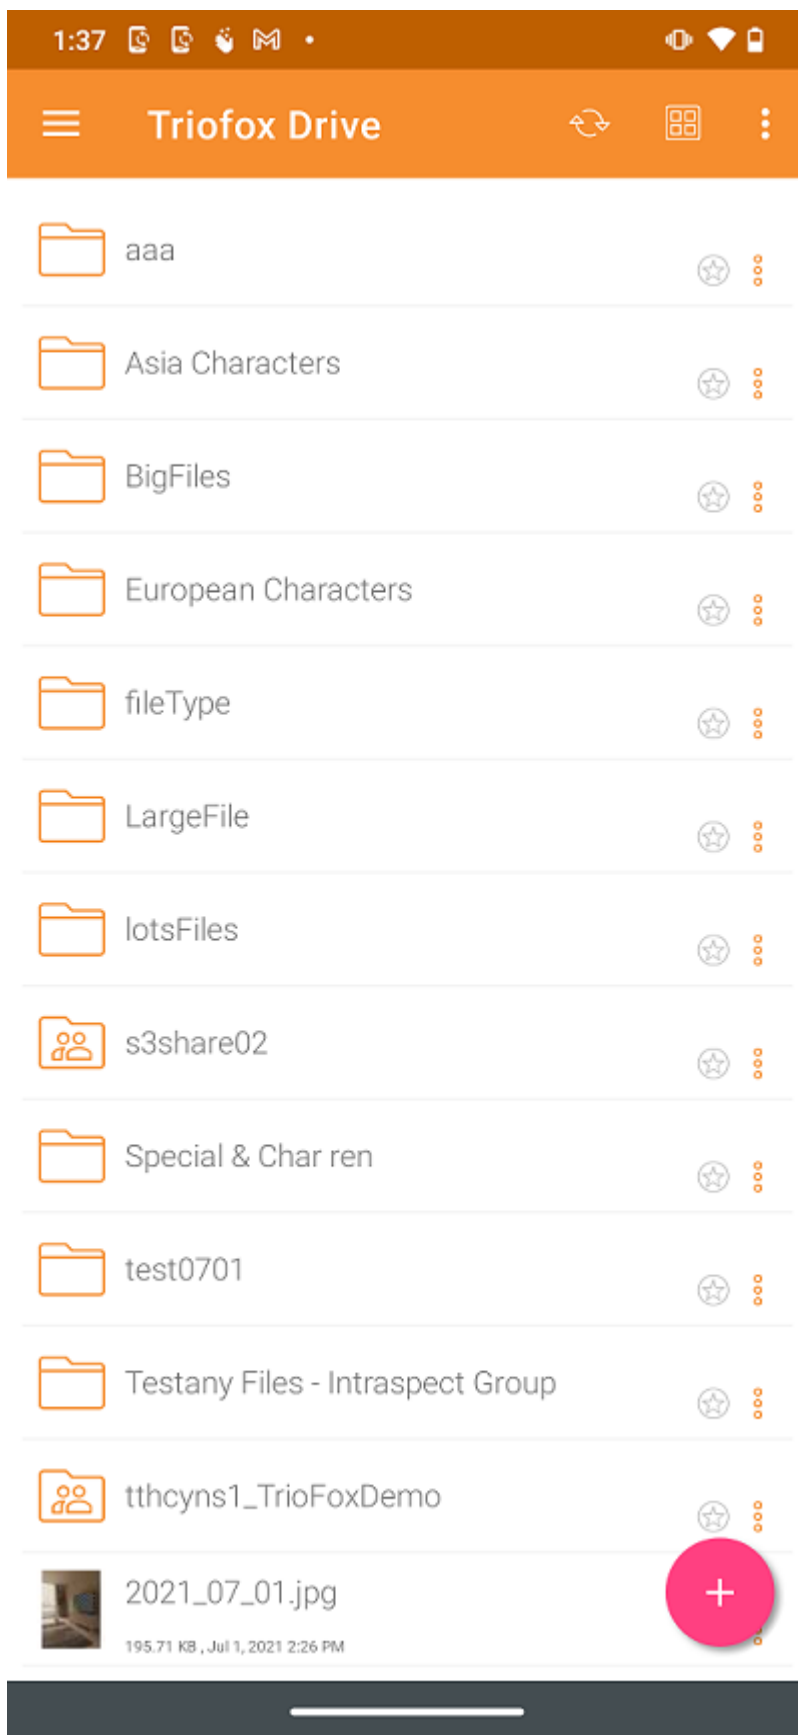 1:37
Triofox Drive
aaa
Asia Characters
BigFiles
European Characters
fileType
LargeFile
lotsFiles
s3share02
Special & Char ren
test0701
Testany Files - Intraspect Group
tthcyns1_TrioFoxDemo
2021_07_01.jpg
195.71 KB , Jul 1, 2021 2:26 PM